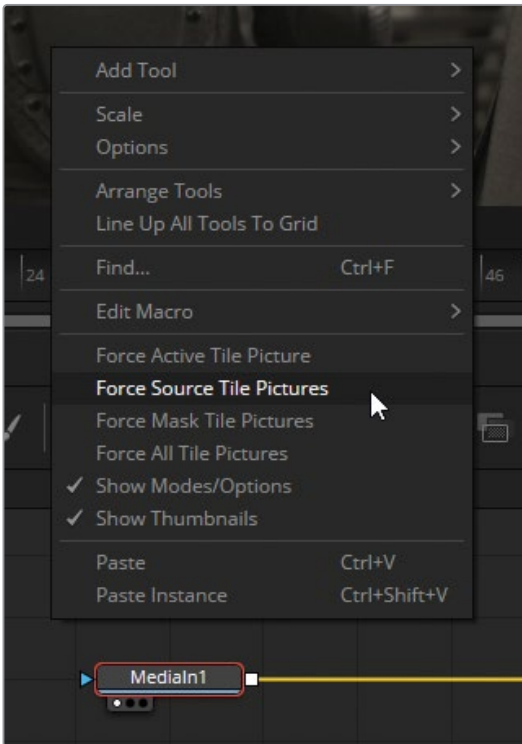 Add Tool
Scale
Options
Arrange Tools
Line Up All Tools To Grid
24
Find... Ctrl+F
46
Edit Macro
Force Active Tile Picture
Force Source Tile Pictures
Force Mask Tile Pictures
Force All Tile Pictures
Show Modes/Options
Show Thumbnails
Paste Ctrl+V
Paste Instance Ctrl+Shift+V
MediaIn1